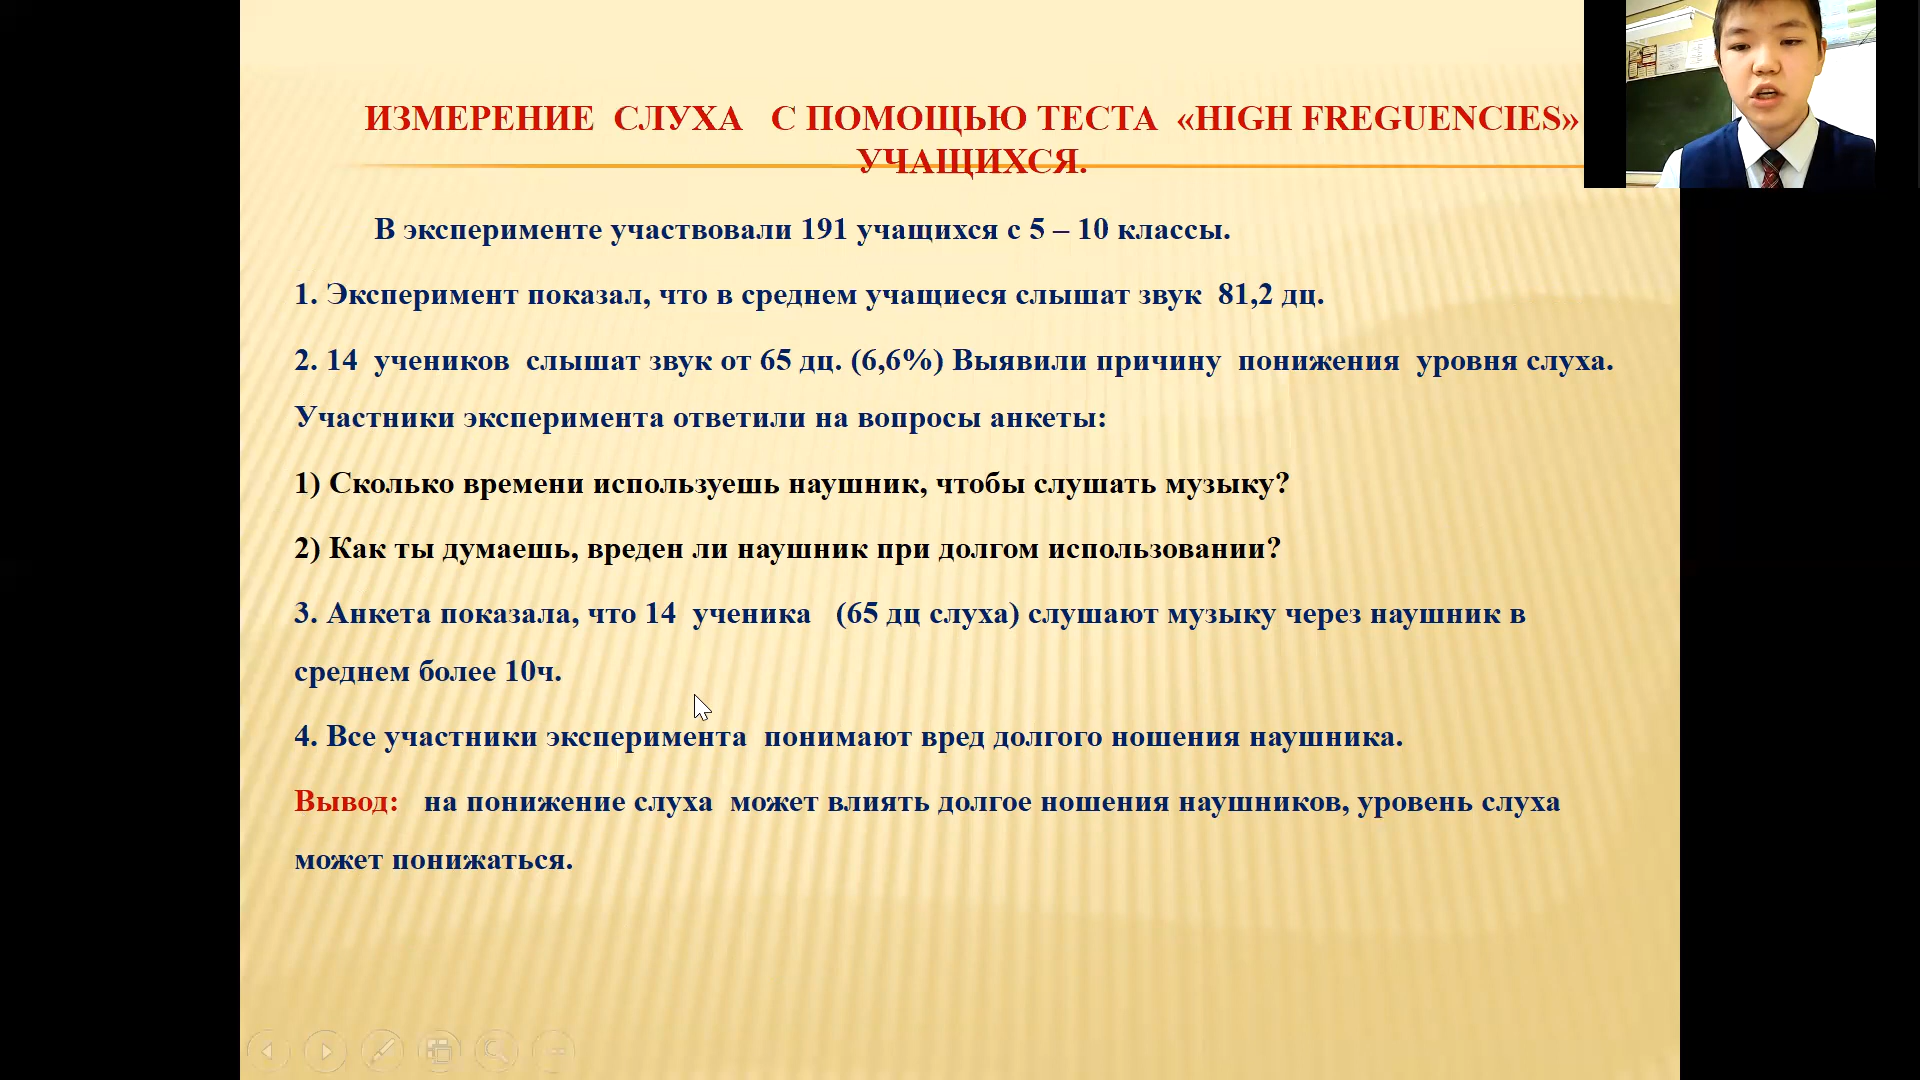 ИЗМЕРЕНИЕ СЛУХА С ПОМОЩЬЮ ТЕСТА «HIGH FREGUENCIES»
УЧАЩИХСЯ.
В эксперименте участвовали 191 учащихся с 5 – 10 классы.
1. Эксперимент показал, что в среднем учащиеся слышат звук 81,2 дц.
2. 14 учеников слышат звук от 65 дц. (6,6%) Выявили причину понижения уровня слуха.
Участники эксперимента ответили на вопросы анкеты:
1) Сколько времени используешь наушник, чтобы слушать музыку?
2) Как ты думаешь, вреден ли наушник при долгом использовании?
3. Анкета показала, что 14 ученика (65 дц слуха) слушают музыку через наушник в
среднем более 10ч.
4. Все участники эксперимента понимают вред долгого ношения наушника.
Вывод: на понижение слуха может влиять долгое ношения наушников, уровень слуха
может понижаться.